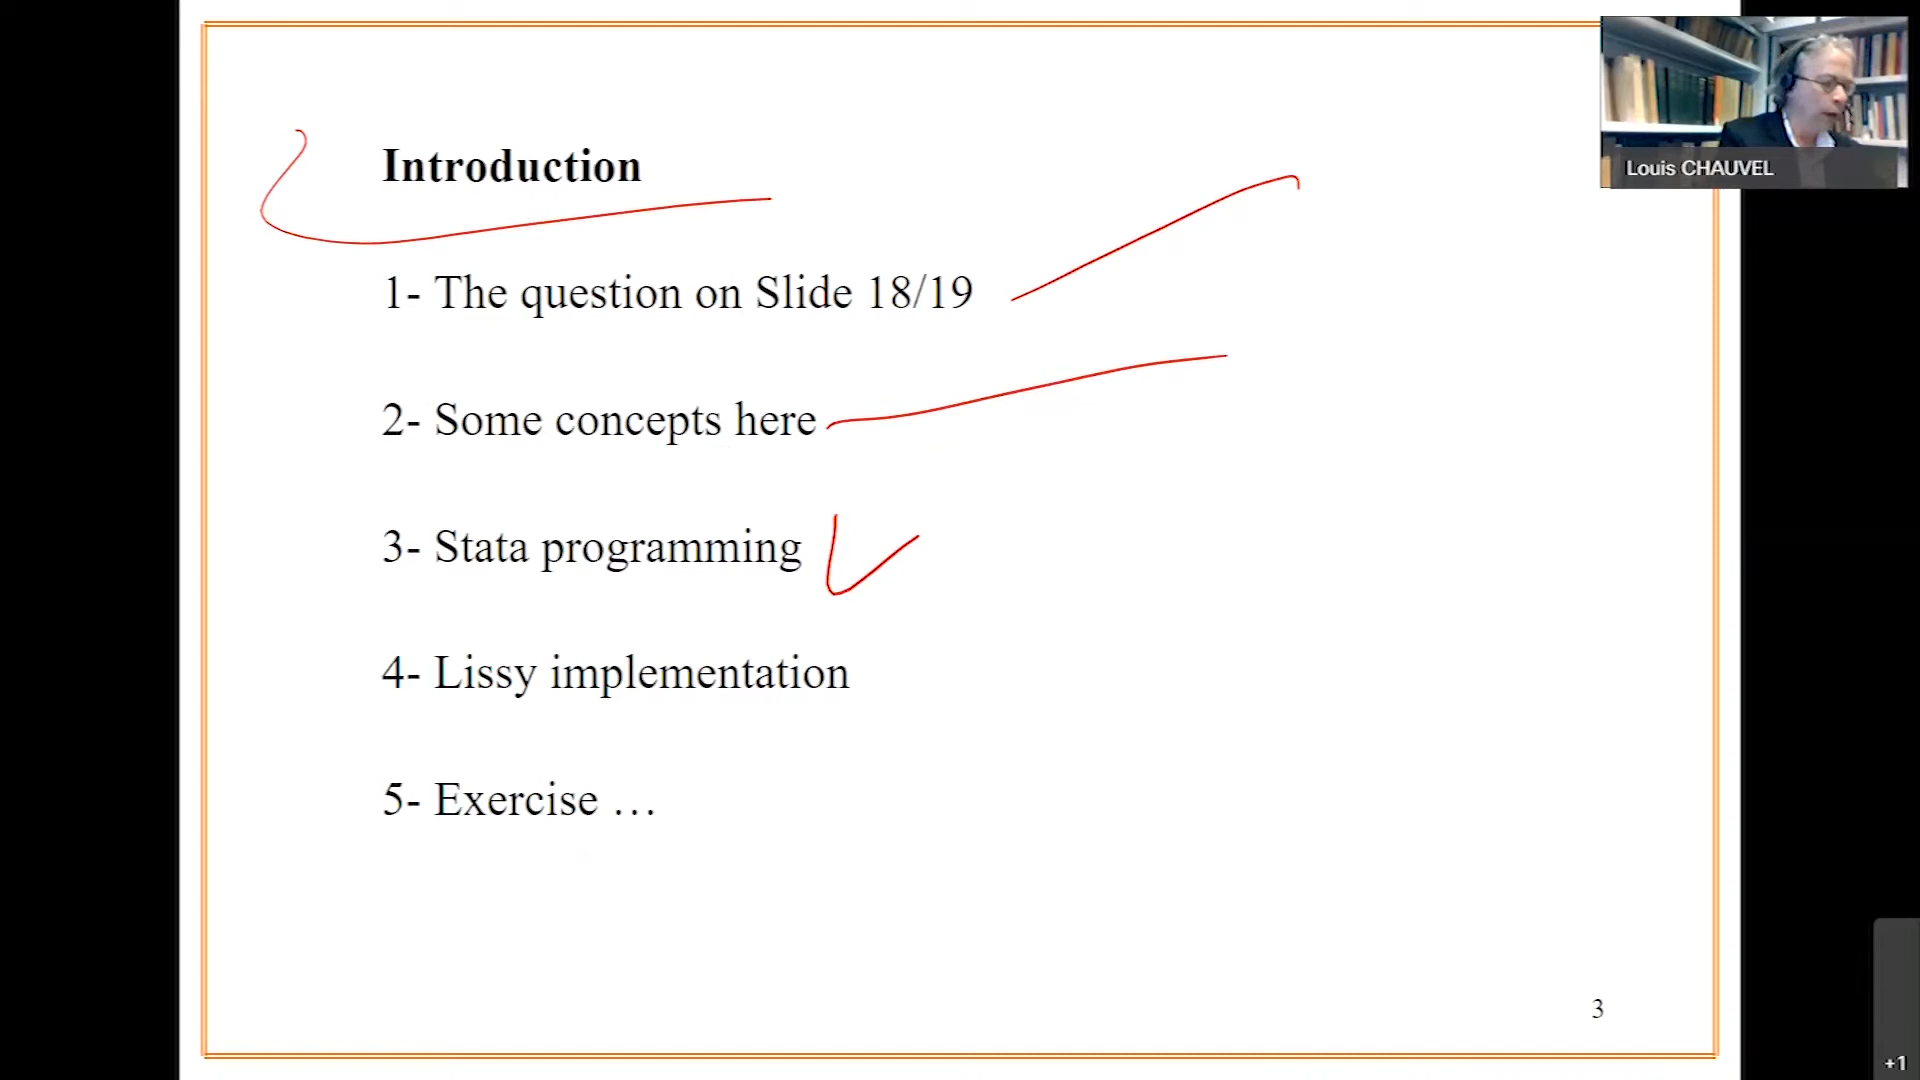 Introduction
1- The question on Slide 18/19
2- Some concepts here
3- Stata programming
4- Lissy implementation
5- Exercise …
3
Louis CHAUVEL
+1